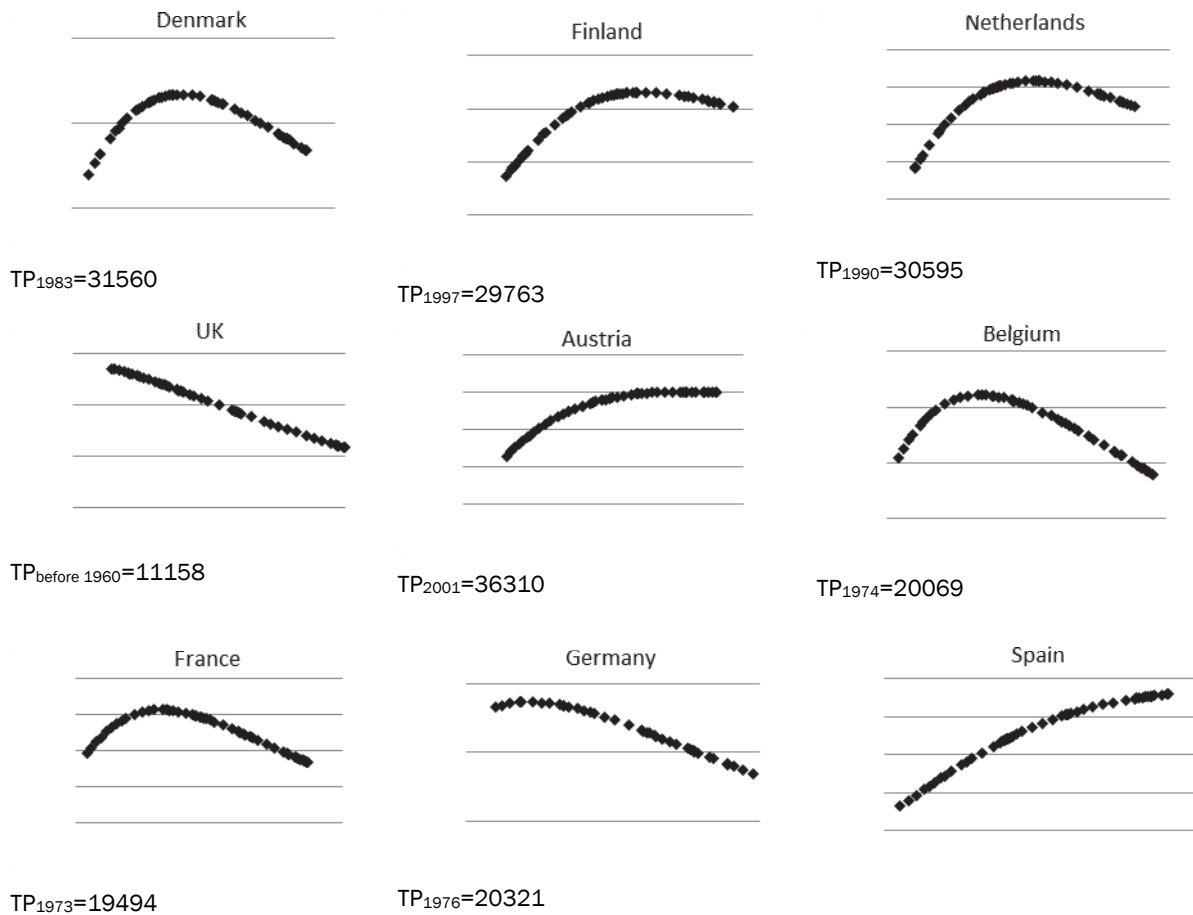 Denmark
Finland
Netherlands
TP1983=31560
TP1997=29763
TP1990=30595
UK
Austria
Belgium
TPbefore 1960=11158
TP2001=36310
TP1974=20069
France
Germany
Spain
TP1973=19494
TP1976=20321